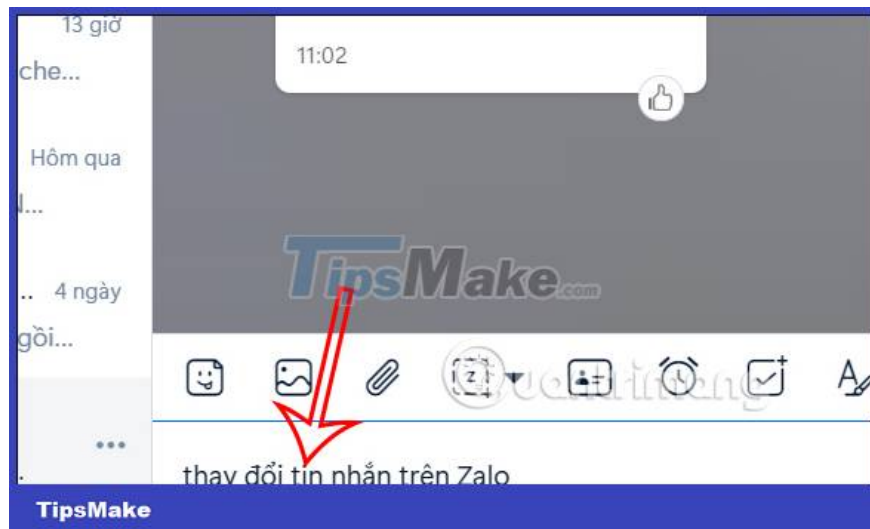 13 giờ
che...
11:02
Hôm qua
...
TipsMake.com
.. 4 ngày
gồi...
Quantrimang
thay đổi tin nhắn trên Zalo
TipsMake